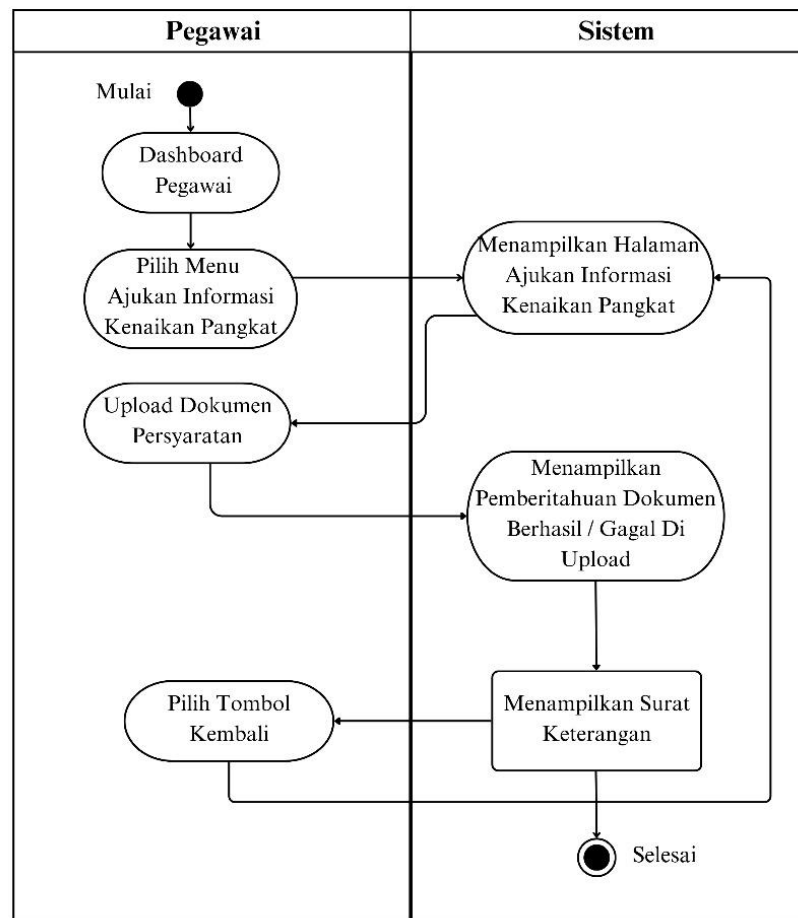 Pegawai
Sistem
Mulai
Dashboard
Pegawai
Pilih Menu
Ajukan Informasi
Kenaikan Pangkat
Menampilkan Halaman
Ajukan Informasi
Kenaikan Pangkat
Upload Dokumen
Persyaratan
Menampilkan
Pemberitahuan Dokumen
Berhasil / Gagal Di
Upload
Menampilkan Surat
Keterangan
Pilih Tombol
Kembali
Selesai